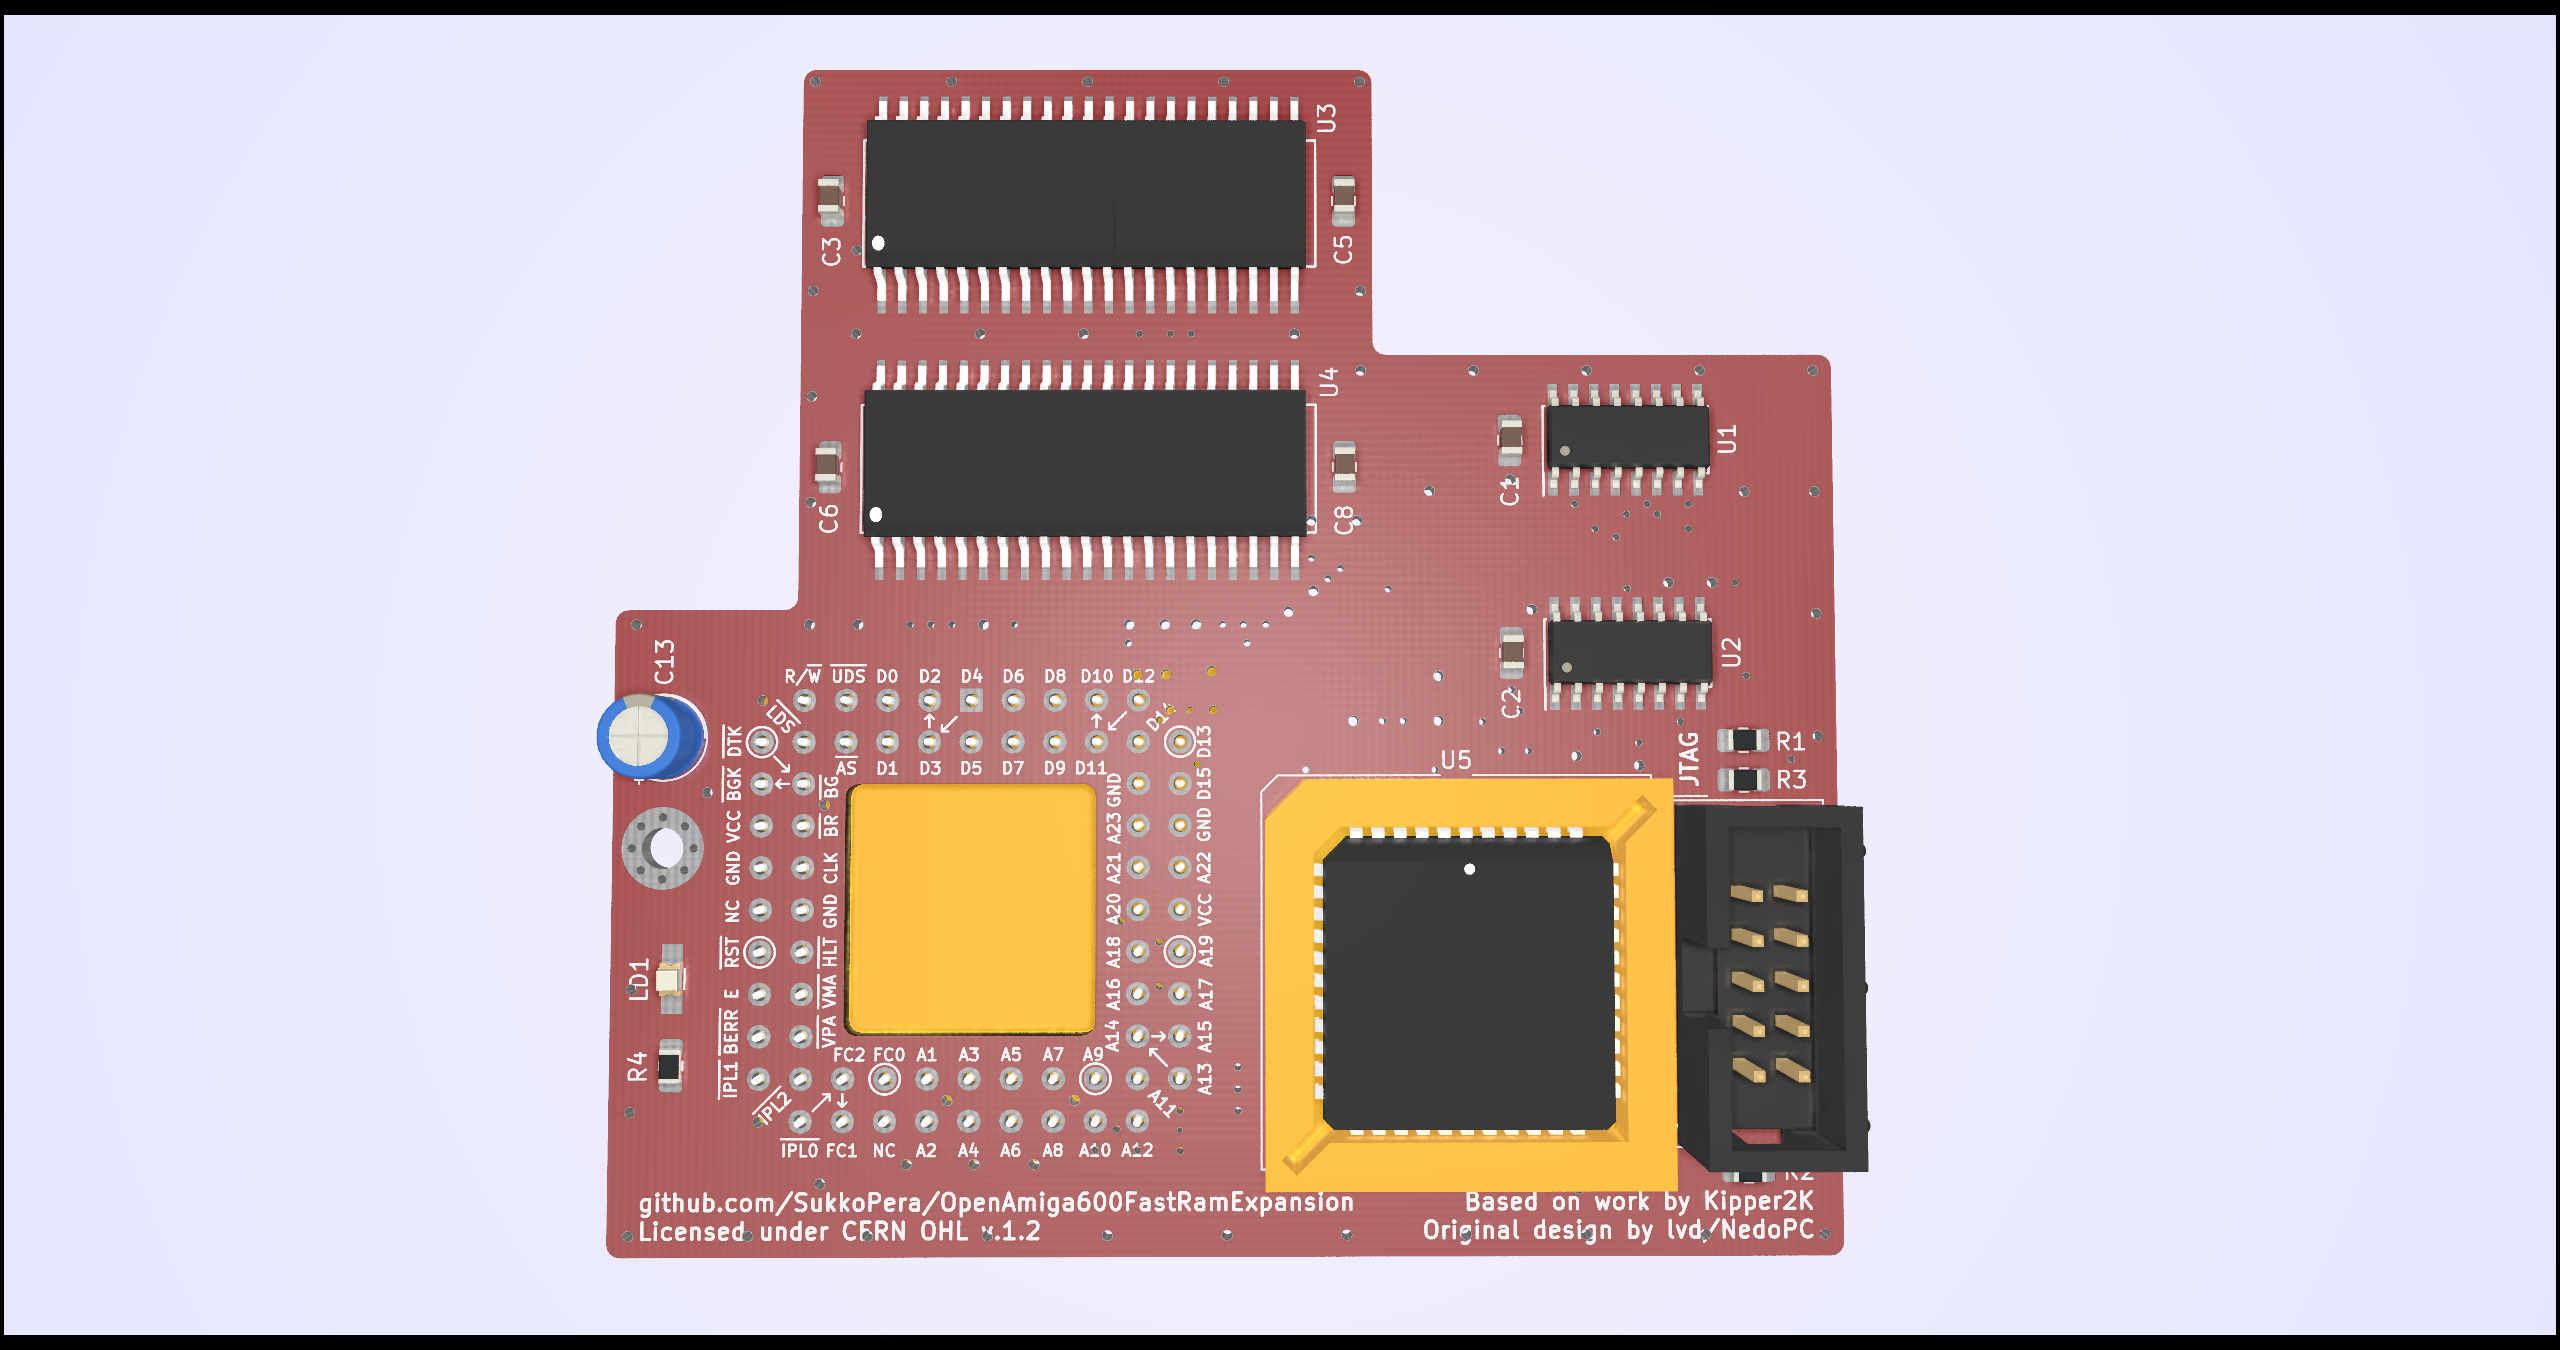 U3
C3
C5
U4
C6
C8
U1
C1
U2
C2
C13
R/W UDS D0 D2 D4 D6 D8 D10 D12
LDS
D13
DTK
AS D1 D3 D5 D7 D9 D11
JTAG
R1
R3
U5
BGK
BG
GND
D15
VCC
BR
A23
GND
GND
CLK
A21
A22
NC
GND
A20
VCC
RST
HLT
A18
A19
LD1
E
VMA
A16
A17
BERR
VPA
A14
A15
R4
IPL1
FC2 FC0 A1 A3 A5 A7 A9
A13
IPL2
A11
IPL0 FC1 NC A2 A4 A6 A8 A10 A12
R2
github.com/SukkoPera/OpenAmiga600FastRamExpansion
Licensed under CERN OHL v.1.2
Based on work by Kipper2K
Original design by lvd/NedoPC